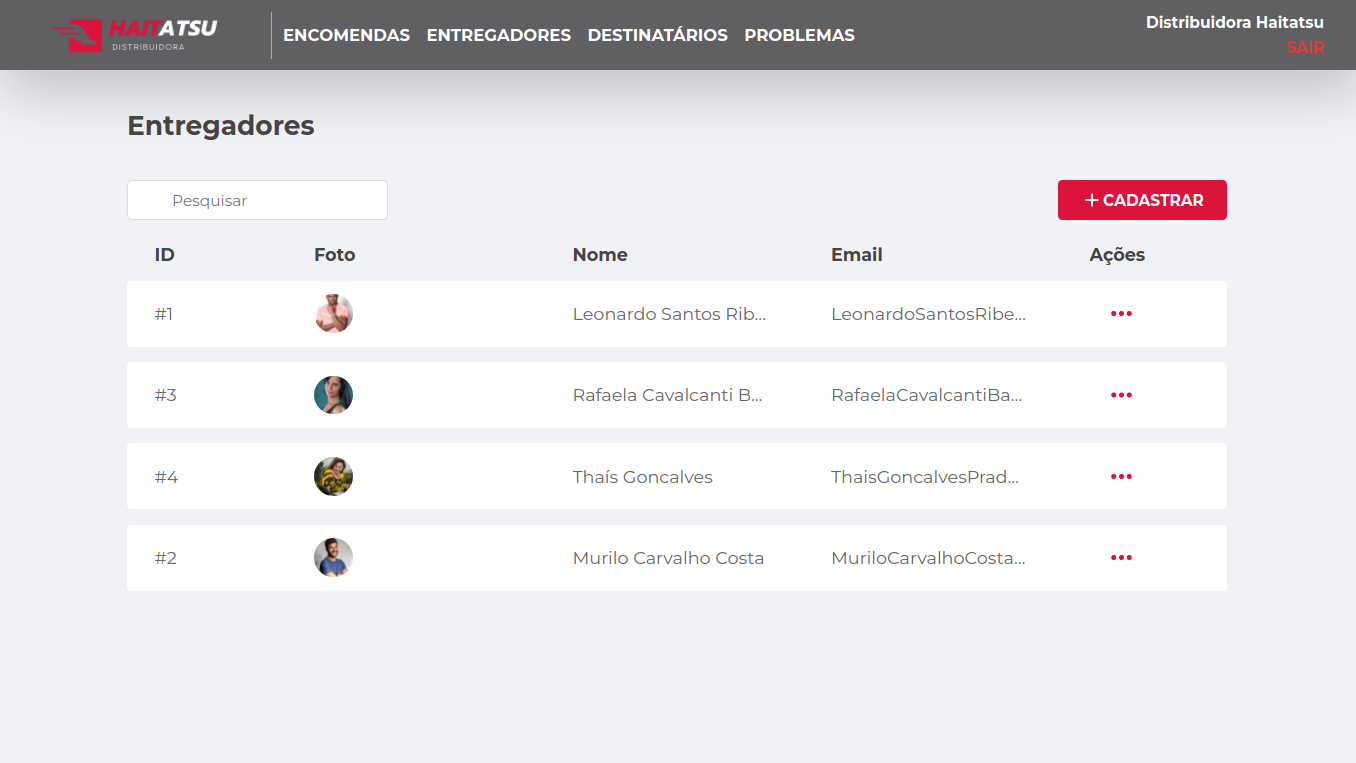 HAITATSU
DISTRIBUIDORA
ENCOMENDAS ENTREGADORES DESTINATÁRIOS PROBLEMAS
Distribuidora Haitatsu
SAIR
Entregadores
Pesquisar
CADASTRAR
ID Foto Nome Email Ações
#1 Leonardo Santos Rib... LeonardoSantosRibe...
#3 Rafaela Cavalcanti B... RafaelaCavalcantiBa...
#4 Thaís Goncalves ThaisGoncalvesPrad...
#2 Murilo Carvalho Costa MuriloCarvalhoCosta...